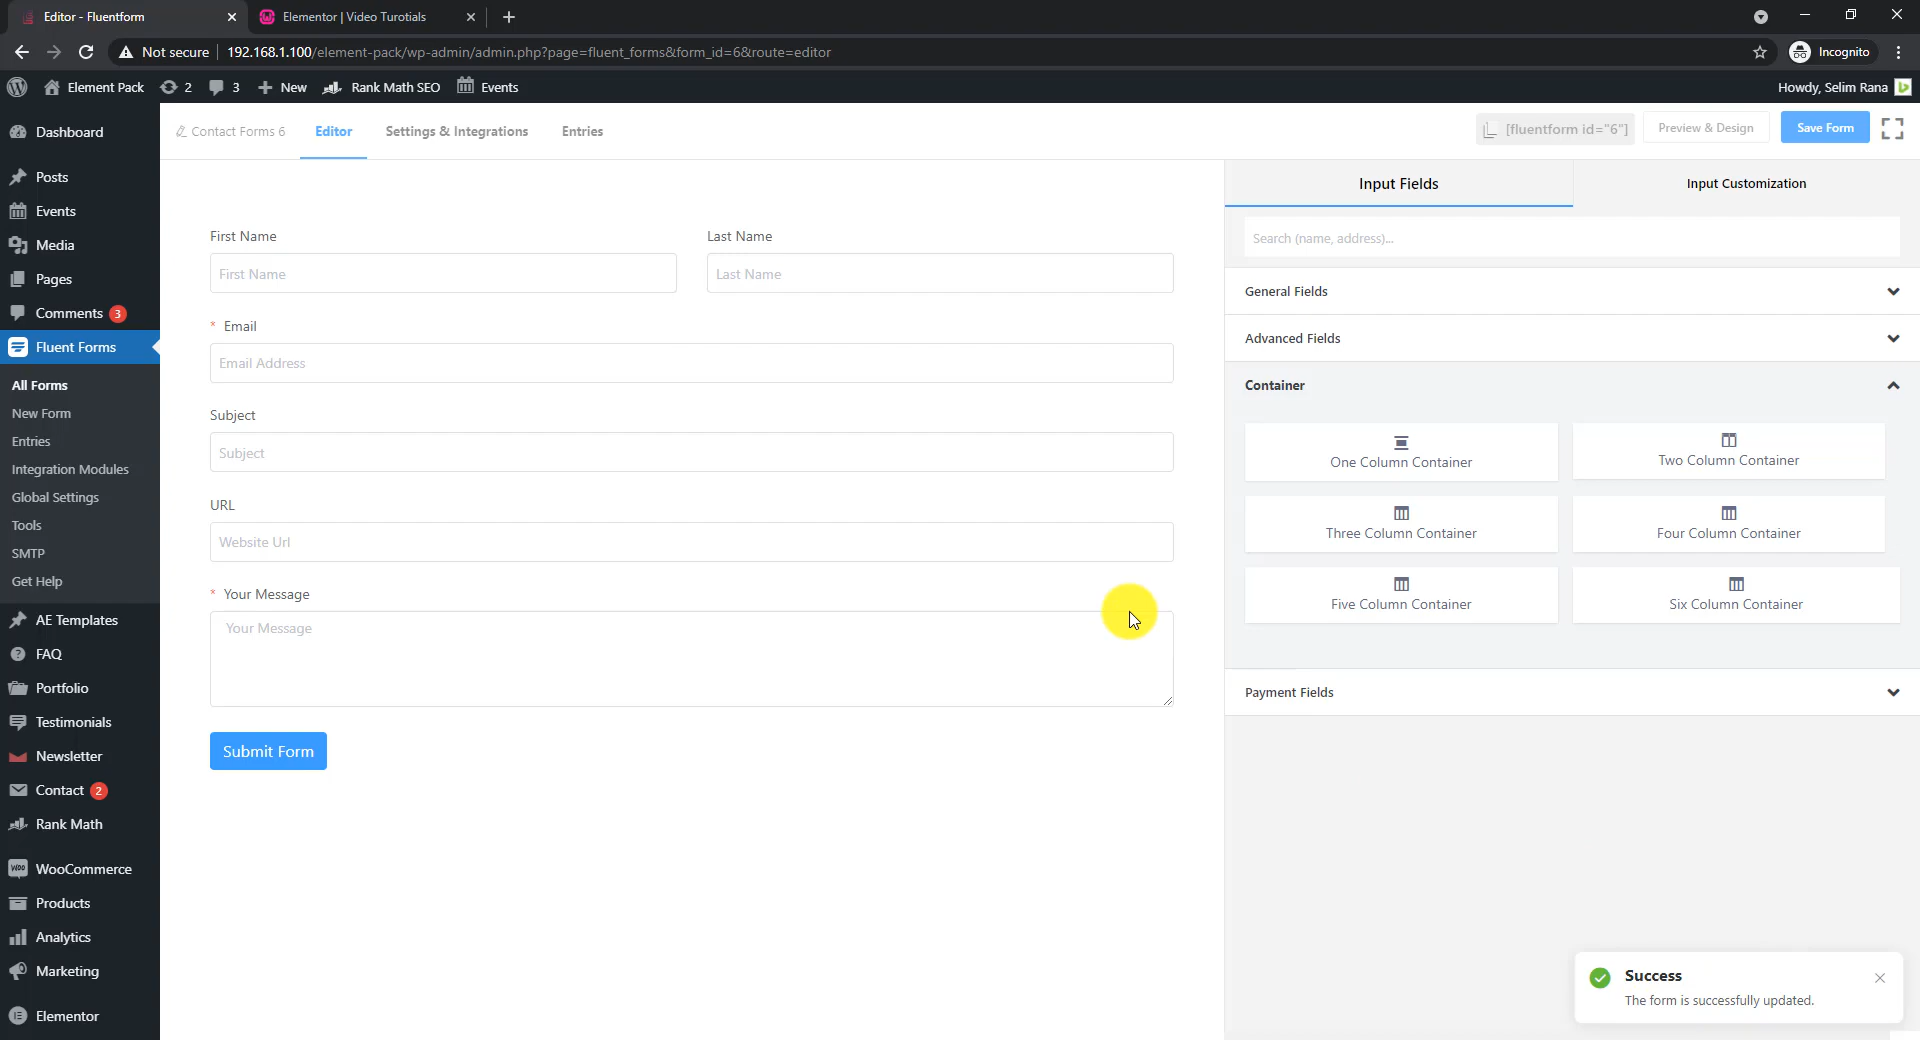 Editor - Fluentform
Elementor | Video Turotials
Not secure
192.168.1.100/element-pack/wp-admin/admin.php?page=fluent_forms&form_id=6&route=editor
Incognito
Element Pack
2
3
New
Rank Math SEO
Events
Howdy, Selim Rana
Dashboard
Posts
Events
Media
Pages
Comments 3
Fluent Forms
All Forms
New Form
Entries
Integration Modules
Global Settings
Tools
SMTP
Get Help
AE Templates
FAQ
Portfolio
Testimonials
Newsletter
Contact 2
Rank Math
WooCommerce
Products
Analytics
Marketing
Elementor
Contact Forms 6
Editor
Settings & Integrations
Entries
[fluentform id="6"]
Preview & Design
Save Form
First Name
Last Name
First Name
Last Name
* Email
Email Address
Subject
Subject
URL
Website Url
* Your Message
Your Message
Submit Form
Input Fields
Input Customization
Search (name, address)...
General Fields
Advanced Fields
Container
One Column Container
Two Column Container
Three Column Container
Four Column Container
Five Column Container
Six Column Container
Payment Fields
Success
The form is successfully updated.